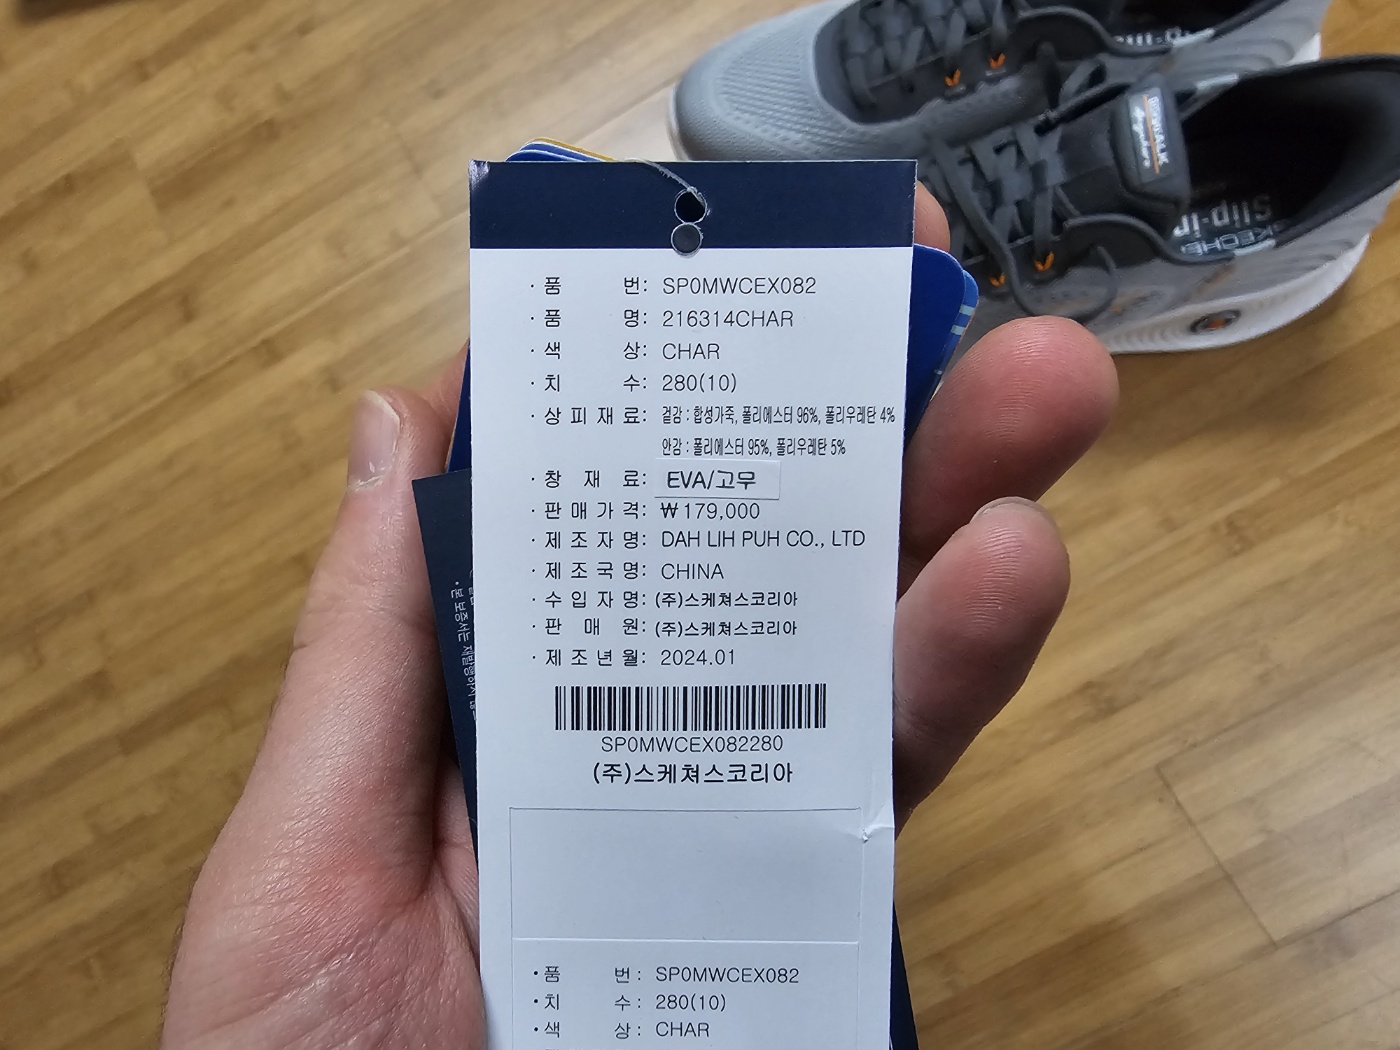 · 품 번: SP0MWCEX082
· 품 명: 216314CHAR
· 색 상: CHAR
· 치 수: 280(10)
· 상 피 재 료: 겉감 : 합성가죽, 폴리에스터 96%, 폴리우레탄 4%
안감 : 폴리에스터 95%, 폴리우레탄 5%
· 창 재 료: EVA/고무
· 판 매 가 격: ₩179,000
· 제 조 자 명: DAH LIH PUH CO., LTD
· 제 조 국 명: CHINA
· 수 입 자 명: (주)스케쳐스코리아
· 판 매 원: (주)스케쳐스코리아
· 제 조 년 월: 2024.01
SP0MWCEX082280
(주)스케쳐스코리아
· 품 번: SP0MWCEX082
· 치 수: 280(10)
· 색 상: CHAR
Slip-in